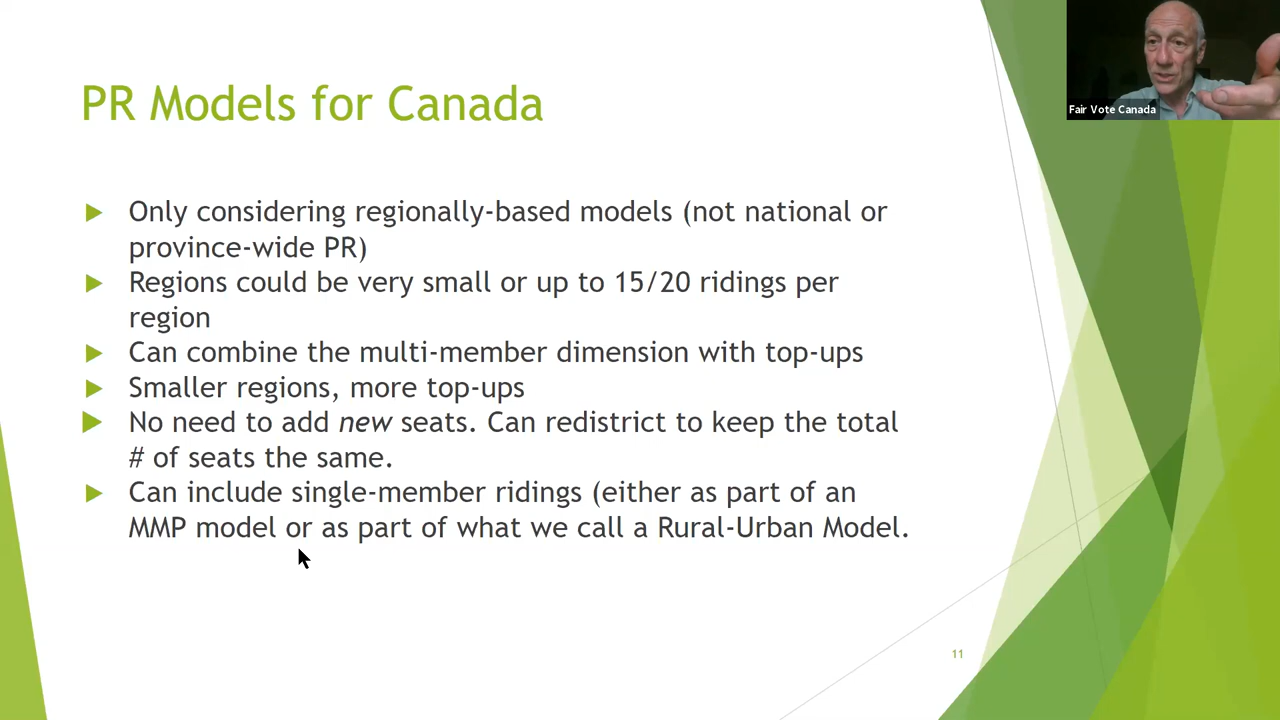 PR Models for Canada
Fair Vote Canada
Only considering regionally-based models (not national or
province-wide PR)
Regions could be very small or up to 15/20 ridings per
region
Can combine the multi-member dimension with top-ups
Smaller regions, more top-ups
No need to add new seats. Can redistrict to keep the total
# of seats the same.
Can include single-member ridings (either as part of an
MMP model or as part of what we call a Rural-Urban Model.
11